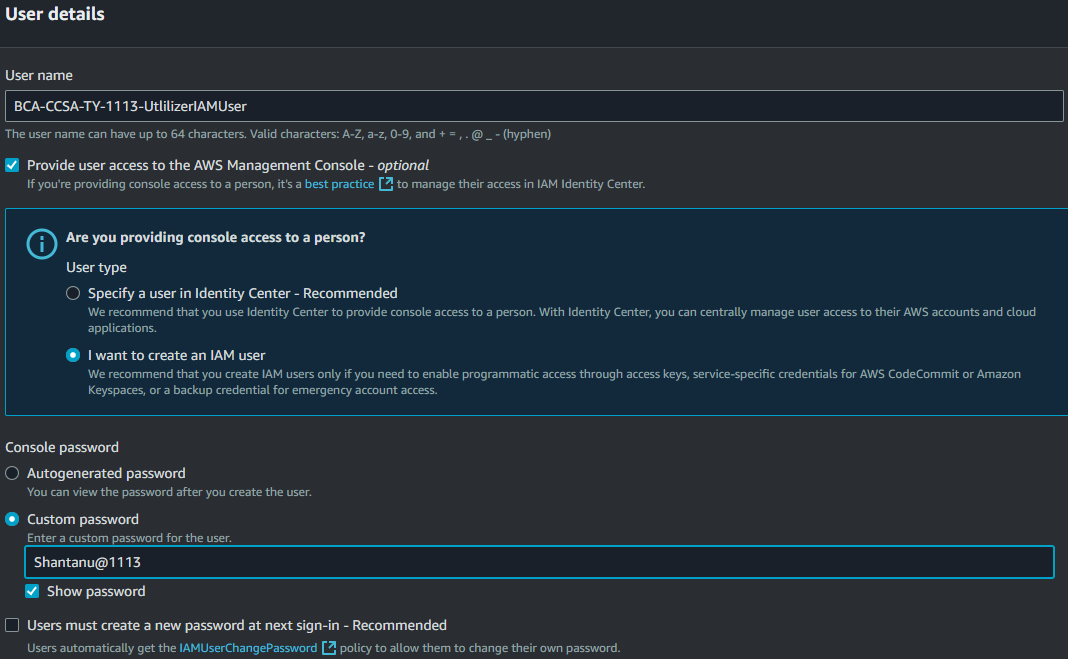 User details
User name
BCA-CCSA-TY-1113-UtlilizerIAMUser
The user name can have up to 64 characters. Valid characters: A-Z, a-z, 0-9, and + = , . @ _ - (hyphen)
Provide user access to the AWS Management Console - optional
If you're providing console access to a person, it's a best practice to manage their access in IAM Identity Center.
Are you providing console access to a person?
User type
Specify a user in Identity Center - Recommended
We recommend that you use Identity Center to provide console access to a person. With Identity Center, you can centrally manage user access to their AWS accounts and cloud
applications.
I want to create an IAM user
We recommend that you create IAM users only if you need to enable programmatic access through access keys, service-specific credentials for AWS CodeCommit or Amazon
Keyspaces, or a backup credential for emergency account access.
Console password
Autogenerated password
You can view the password after you create the user.
Custom password
Enter a custom password for the user.
Shantanu@1113
Show password
Users must create a new password at next sign-in - Recommended
Users automatically get the IAMUserChangePassword policy to allow them to change their own password.